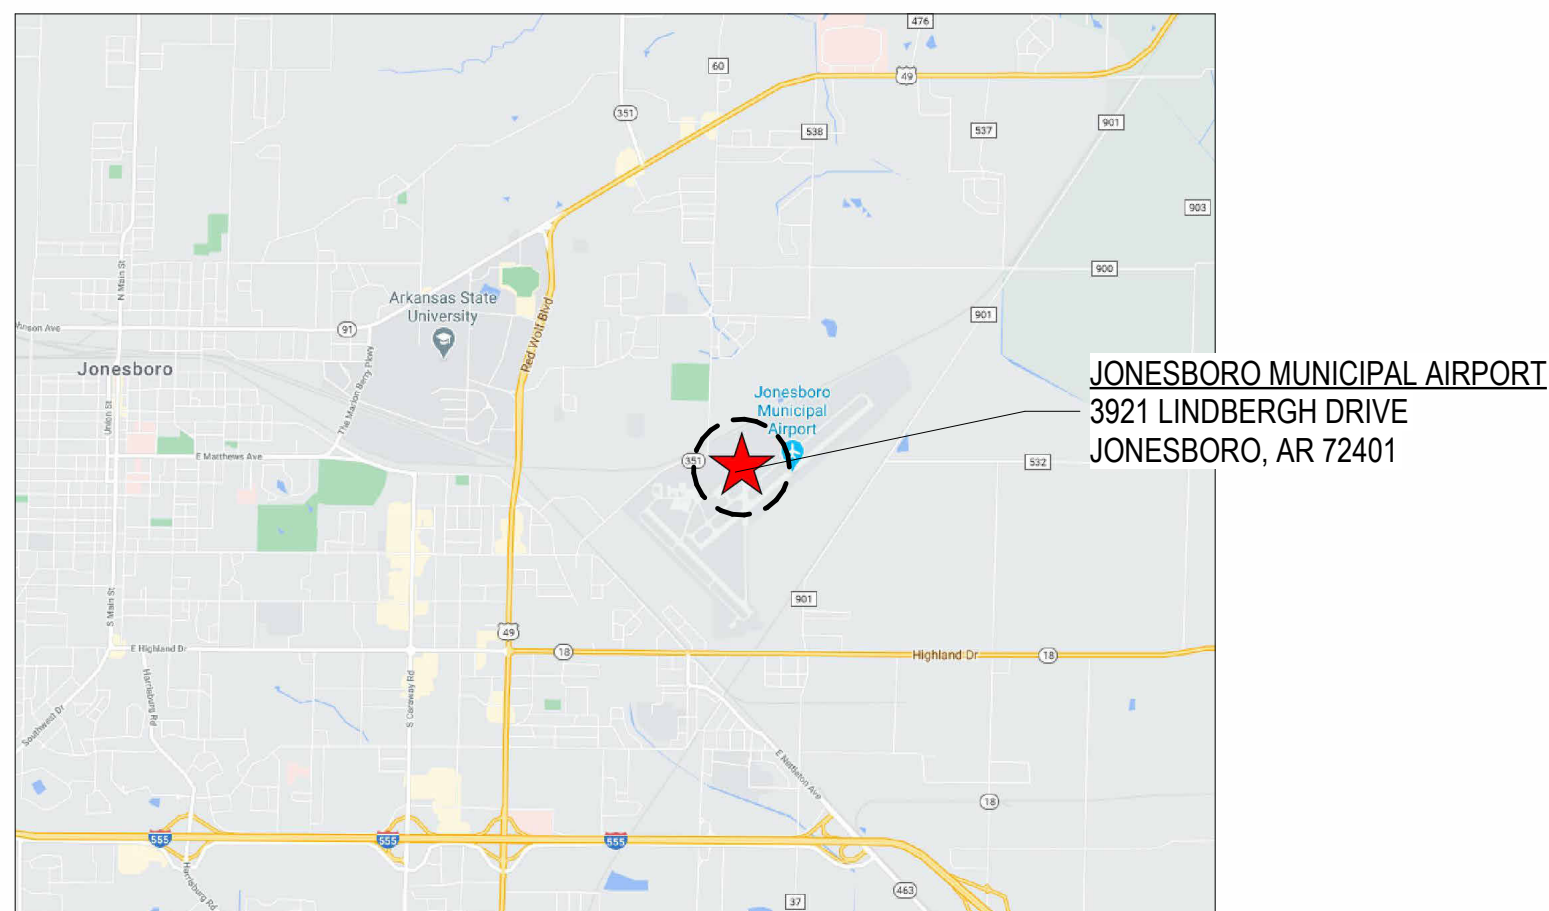 476
49
60
351
538
537
901
903
N Main St
900
Arkansas State
University
Red Wolf Blvd
901
hnson Ave
91
Jonesboro
The Marion Berry Pkwy
JONESBORO MUNICIPAL AIRPORT
3921 LINDBERGH DRIVE
JONESBORO, AR 72401
Jonesboro
Municipal
Airport
Union St
E Matthews Ave
351
532
S Main St
901
49
E Highland Dr
18
Highland Dr
18
Harrisburg Rd
S Caraway Rd
Southwest Dr
E Nettleton Ave
18
555
555
555
Harrisburg Rd
463
37